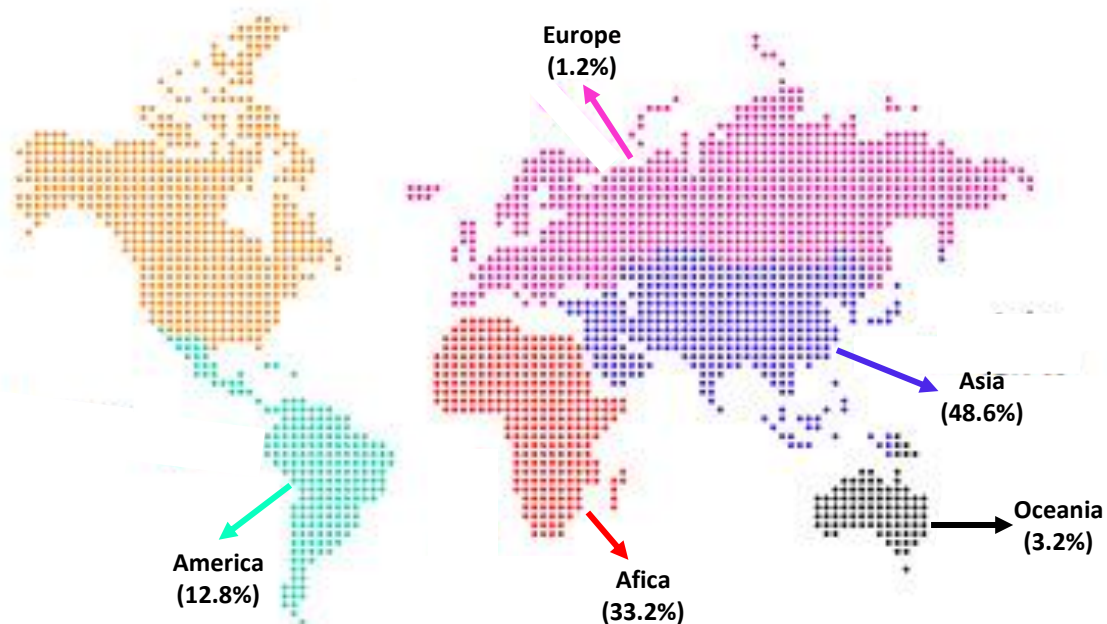 Europe
(1.2%)
Asia
(48.6%)
Oceania
(3.2%)
America
(12.8%)
Afica
(33.2%)